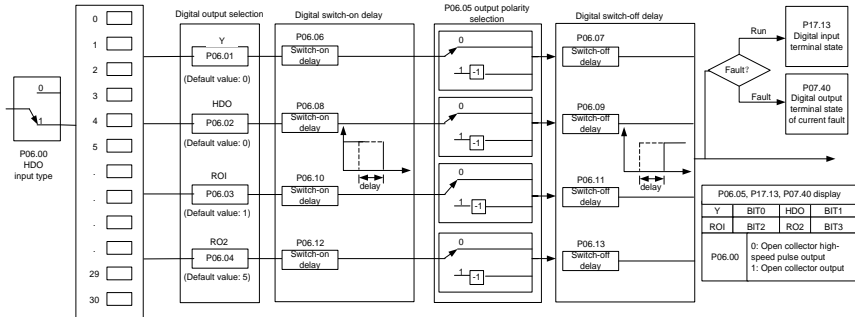 0
1
2
3
4
5
.
.
.
29
30
0
1
P06.00
HDO
input type
Digital output selection
Y
P06.01
(Default value: 0)
HDO
P06.02
(Default value: 0)
ROI
P06.03
(Default value: 1)
RO2
P06.04
(Default value: 5)
Digital switch-on delay
P06.06
Switch-on
delay
P06.08
Switch-on
delay
delay
P06.10
Switch-on
delay
P06.12
Switch-on
delay
P06.05 output polarity
selection
0
1
-1
0
1
-1
0
1
-1
0
1
-1
Digital switch-off delay
P06.07
Switch-off
delay
P06.09
Switch-off
delay
delay
P06.11
Switch-off
delay
P06.13
Switch-off
delay
Run
Fault?
Fault
P17.13
Digital input
terminal state
P07.40
Digital output
terminal state
of current fault
P06.05, P17.13, P07.40 display
Y BIT0 HDO BIT1
ROI BIT2 RO2 BIT3
P06.00
0: Open collector high-
speed pulse output
1: Open collector output